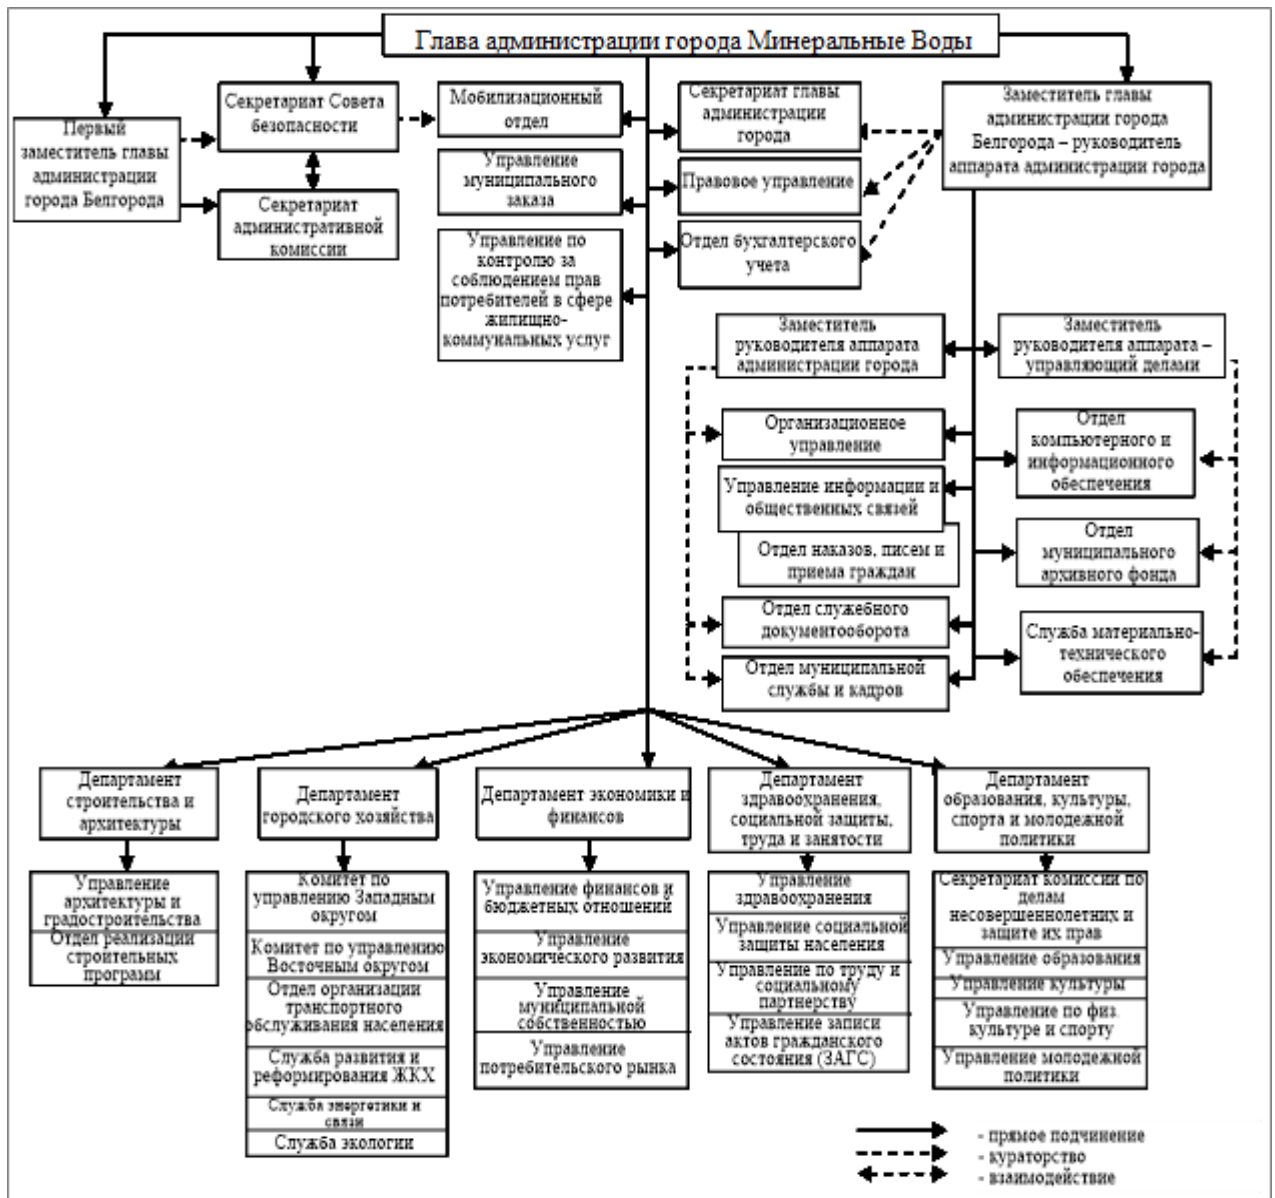 Глава администрации города Минеральные Воды
Первый
заместитель главы
администрации
города Белгорода
Секретариат Совета
безопасности
Секретариат
административной
комиссии
Мобилизационный
отдел
Управление
муниципального
заказа
Управление по
контролю за
соблюдением прав
потребителей в сфере
жилищно-
коммунальных услуг
Секретариат главы
администрации
города
Правовое управление
Отдел бухгалтерского
учета
Заместитель главы
администрации города
Белгорода – руководитель
аппарата администрации города
Заместитель
руководителя аппарата
администрации города
Заместитель
руководителя аппарата –
управляющий делами
Организационное
управление
Управление информации и
общественных связей
Отдел наказов, писем и
приема граждан
Отдел служебного
документооборота
Отдел муниципальной
службы и кадров
Отдел
компьютерного и
информационного
обеспечения
Отдел
муниципального
архивного фонда
Служба материально-
технического
обеспечения
Департамент
строительства и
архитектуры
Управление
архитектуры и
градостроительства
Отдел реализации
строительных
программ
Департамент
городского хозяйства
Комитет по
управлению Западным
округом
Комитет по управлению
Восточным округом
Отдел организации
транспортного
обслуживания населения
Служба развития и
реформирования ЖКХ
Служба энергетики и
связи
Служба экологии
Департамент экономики и
финансов
Управление финансов и
бюджетных отношений
Управление
экономического развития
Управление
муниципальной
собственностью
Управление
потребительского рынка
Департамент
здравоохранения,
социальной защиты,
труда и занятости
Управление
здравоохранения
Управление социальной
защиты населения
Управление по труду и
социальному
партнерству
Управление записи
актов гражданского
состояния (ЗАГС)
Департамент
образования, культуры,
спорта и молодежной
политики
Секретариат комиссии по
делам
несовершеннолетних и
защите их прав
Управление образования
Управление культуры
Управление по физ.
культуре и спорту
Управление молодежной
политики
- прямое подчинение
- кураторство
- взаимодействие